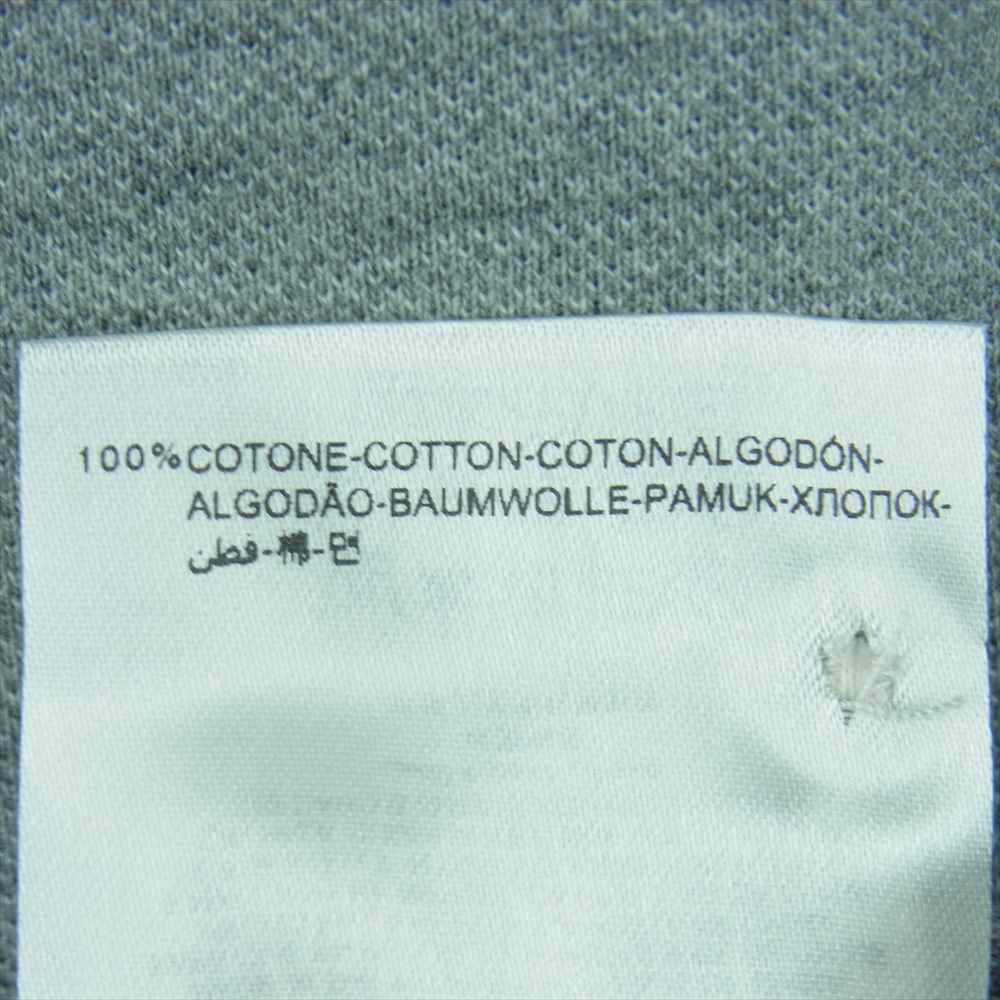 100%COTONE-COTTON-COTON-ALGODÓN-
ALGODÃO-BAUMWOLLE-PAMUK-ХЛОПОК-
قطن-棉-면